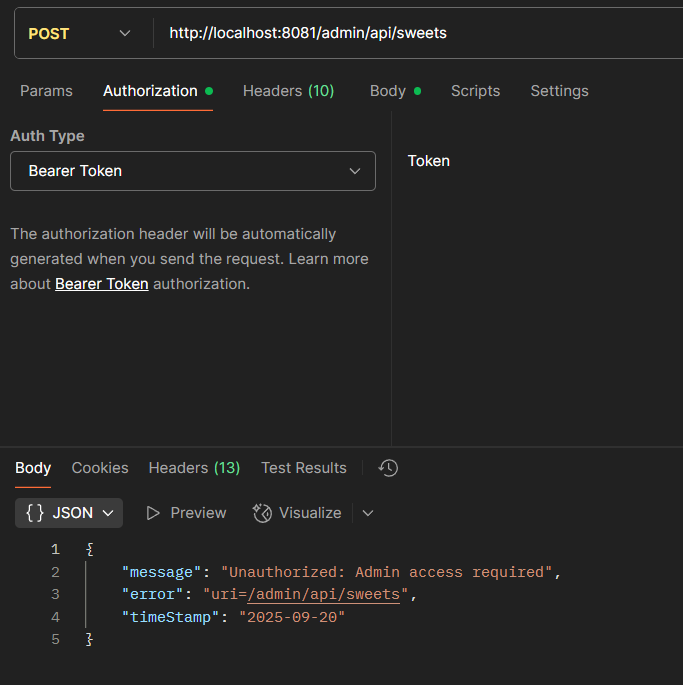 POST http://localhost:8081/admin/api/sweets
Params Authorization Headers (10) Body Scripts Settings
Auth Type
Bearer Token
Token
The authorization header will be automatically
generated when you send the request. Learn more
about Bearer Token authorization.
Body Cookies Headers (13) Test Results
{} JSON Preview Visualize
1 {
2 "message": "Unauthorized: Admin access required",
3 "error": "uri=/admin/api/sweets",
4 "timeStamp": "2025-09-20"
5 }